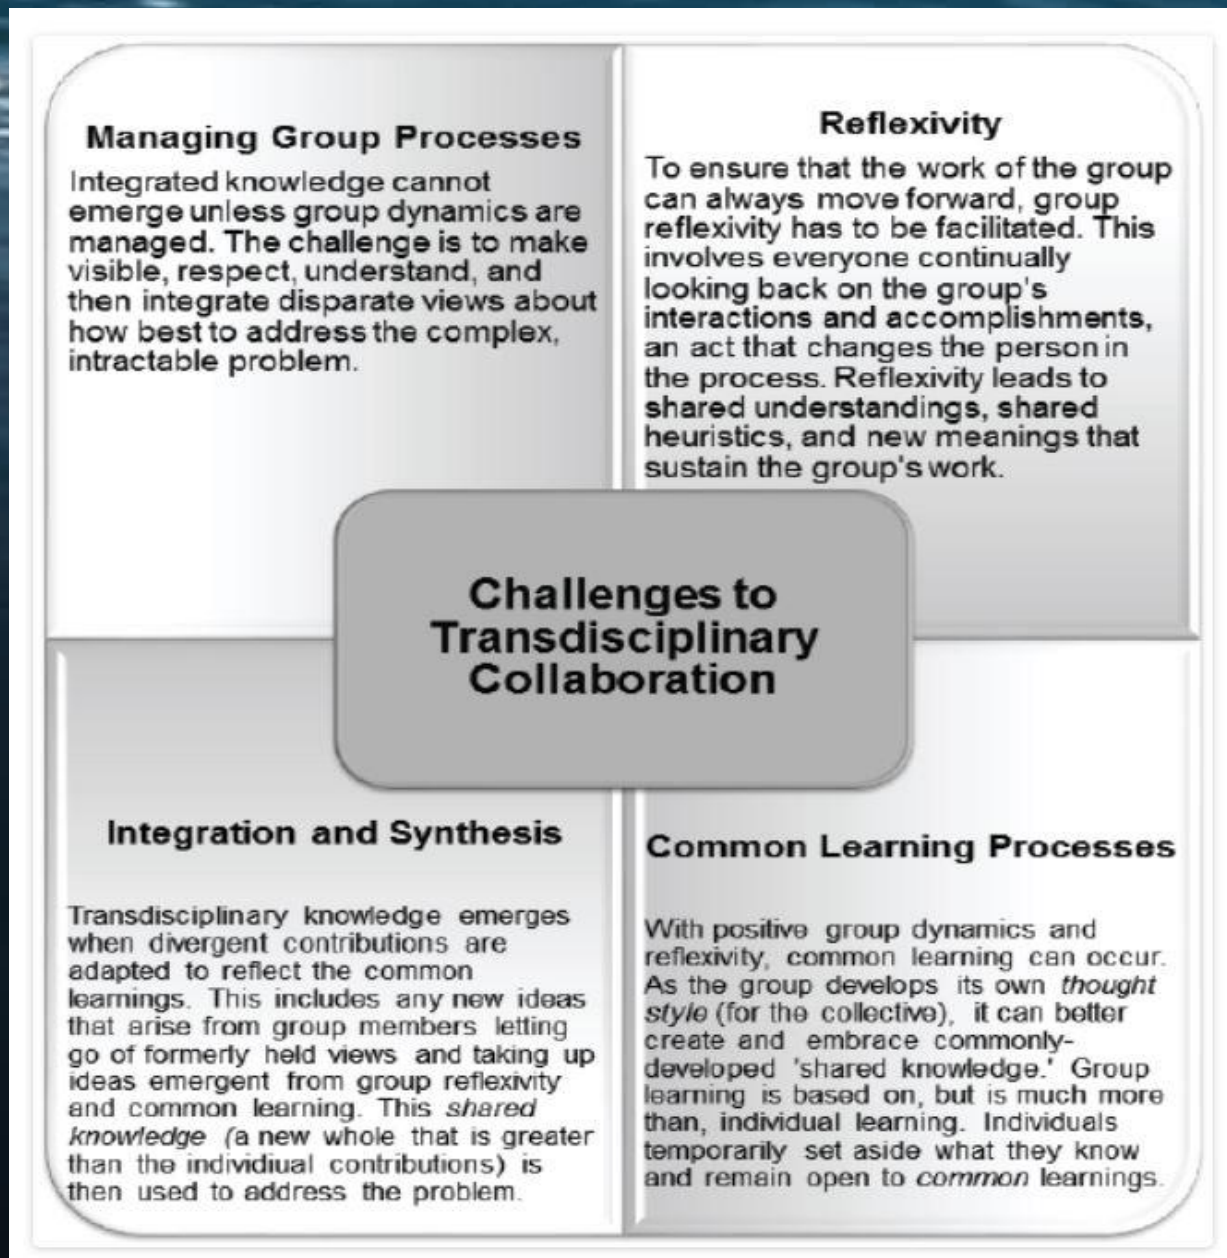 Managing Group Processes
Integrated knowledge cannot
emerge unless group dynamics are
managed. The challenge is to make
visible, respect, understand, and
then integrate disparate views about
how best to address the complex,
intractable problem.
Reflexivity
To ensure that the work of the group
can always move forward, group
reflexivity has to be facilitated. This
involves everyone continually
looking back on the group's
interactions and accomplishments,
an act that changes the person in
the process. Reflexivity leads to
shared understandings, shared
heuristics, and new meanings that
sustain the group's work.
Challenges to
Transdisciplinary
Collaboration
Integration and Synthesis
Transdisciplinary knowledge emerges
when divergent contributions are
adapted to reflect the common
learnings. This includes any new ideas
that arise from group members letting
go of formerly held views and taking up
ideas emergent from group reflexivity
and common learning. This shared
knowledge (a new whole that is greater
than the individiual contributions) is
then used to address the problem.
Common Learning Processes
With positive group dynamics and
reflexivity, common learning can occur.
As the group develops its own thought
style (for the collective), it can better
create and embrace commonly-
developed 'shared knowledge.' Group
learning is based on, but is much more
than, individual learning. Individuals
temporarily set aside what they know
and remain open to common learnings.